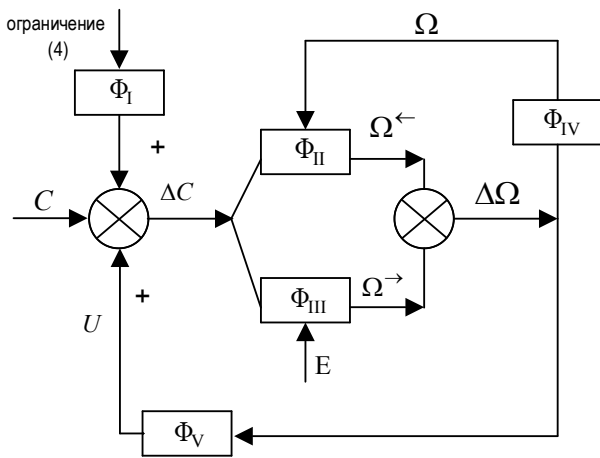 ограничение
(4)
Ω
Φ_I
Φ_IV
+
Ω←
Φ_II
C
ΔC
ΔΩ
Ω→
+
Φ_III
U
E
Φ_V